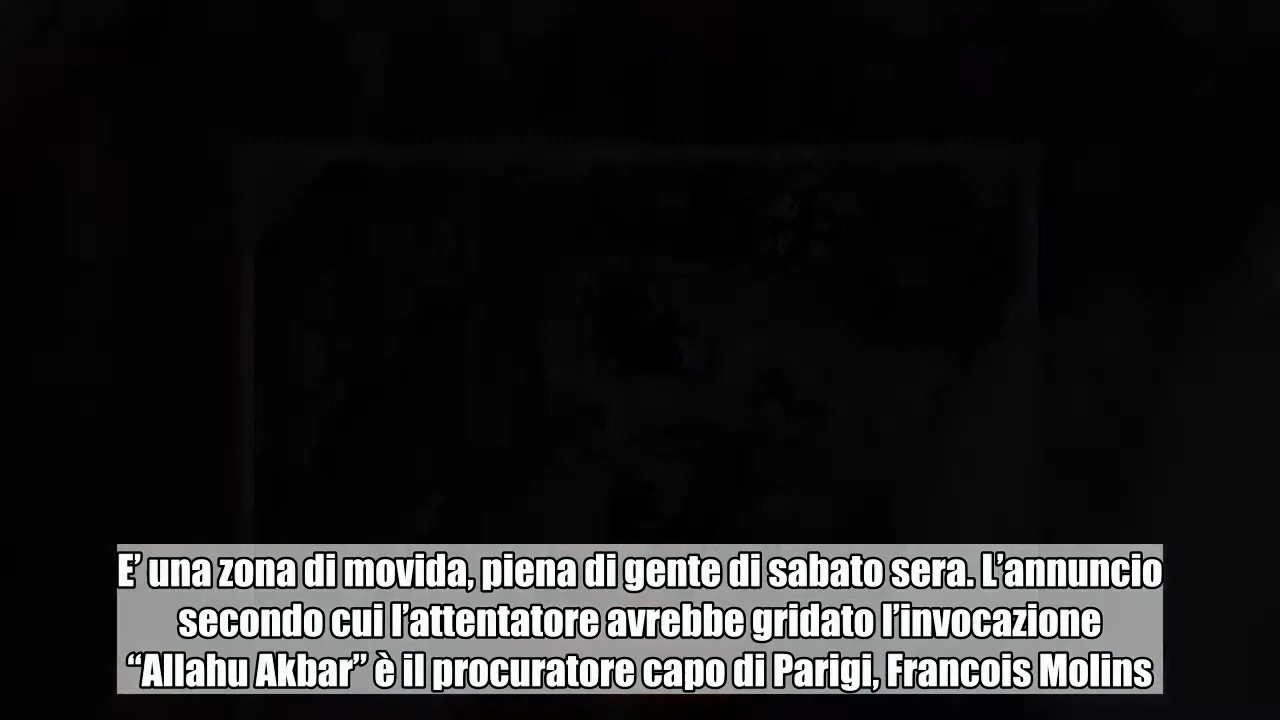 E’ una zona di movida, piena di gente di sabato sera. L’annuncio
secondo cui l’attentatore avrebbe gridato l’invocazione
“Allahu Akbar” è il procuratore capo di Parigi, Francois Molins